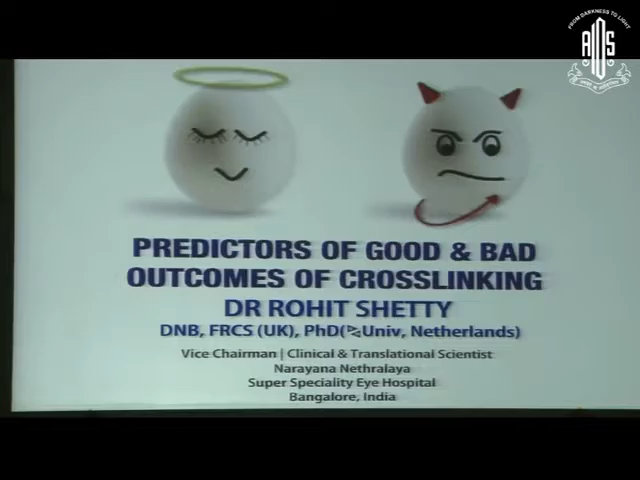 FROM DARKNESS TO LIGHT
AIOS
PREDICTORS OF GOOD & BAD
OUTCOMES OF CROSSLINKING
DR ROHIT SHETTY
DNB, FRCS (UK), PhD( Univ, Netherlands)
Vice Chairman | Clinical & Translational Scientist
Narayana Nethralaya
Super Speciality Eye Hospital
Bangalore, India